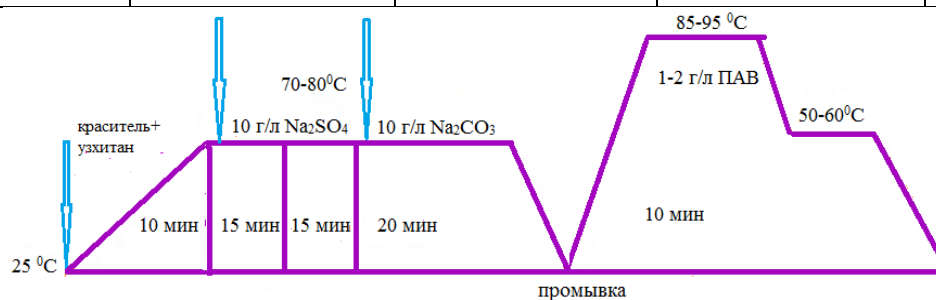 85-95 ⁰C
70-80⁰C
1-2 г/л ПАВ
краситель+
узхитан
10 г/л Na₂SO₄
10 г/л Na₂CO₃
50-60⁰C
10 мин
15 мин
15 мин
20 мин
10 мин
25 ⁰C
промывка